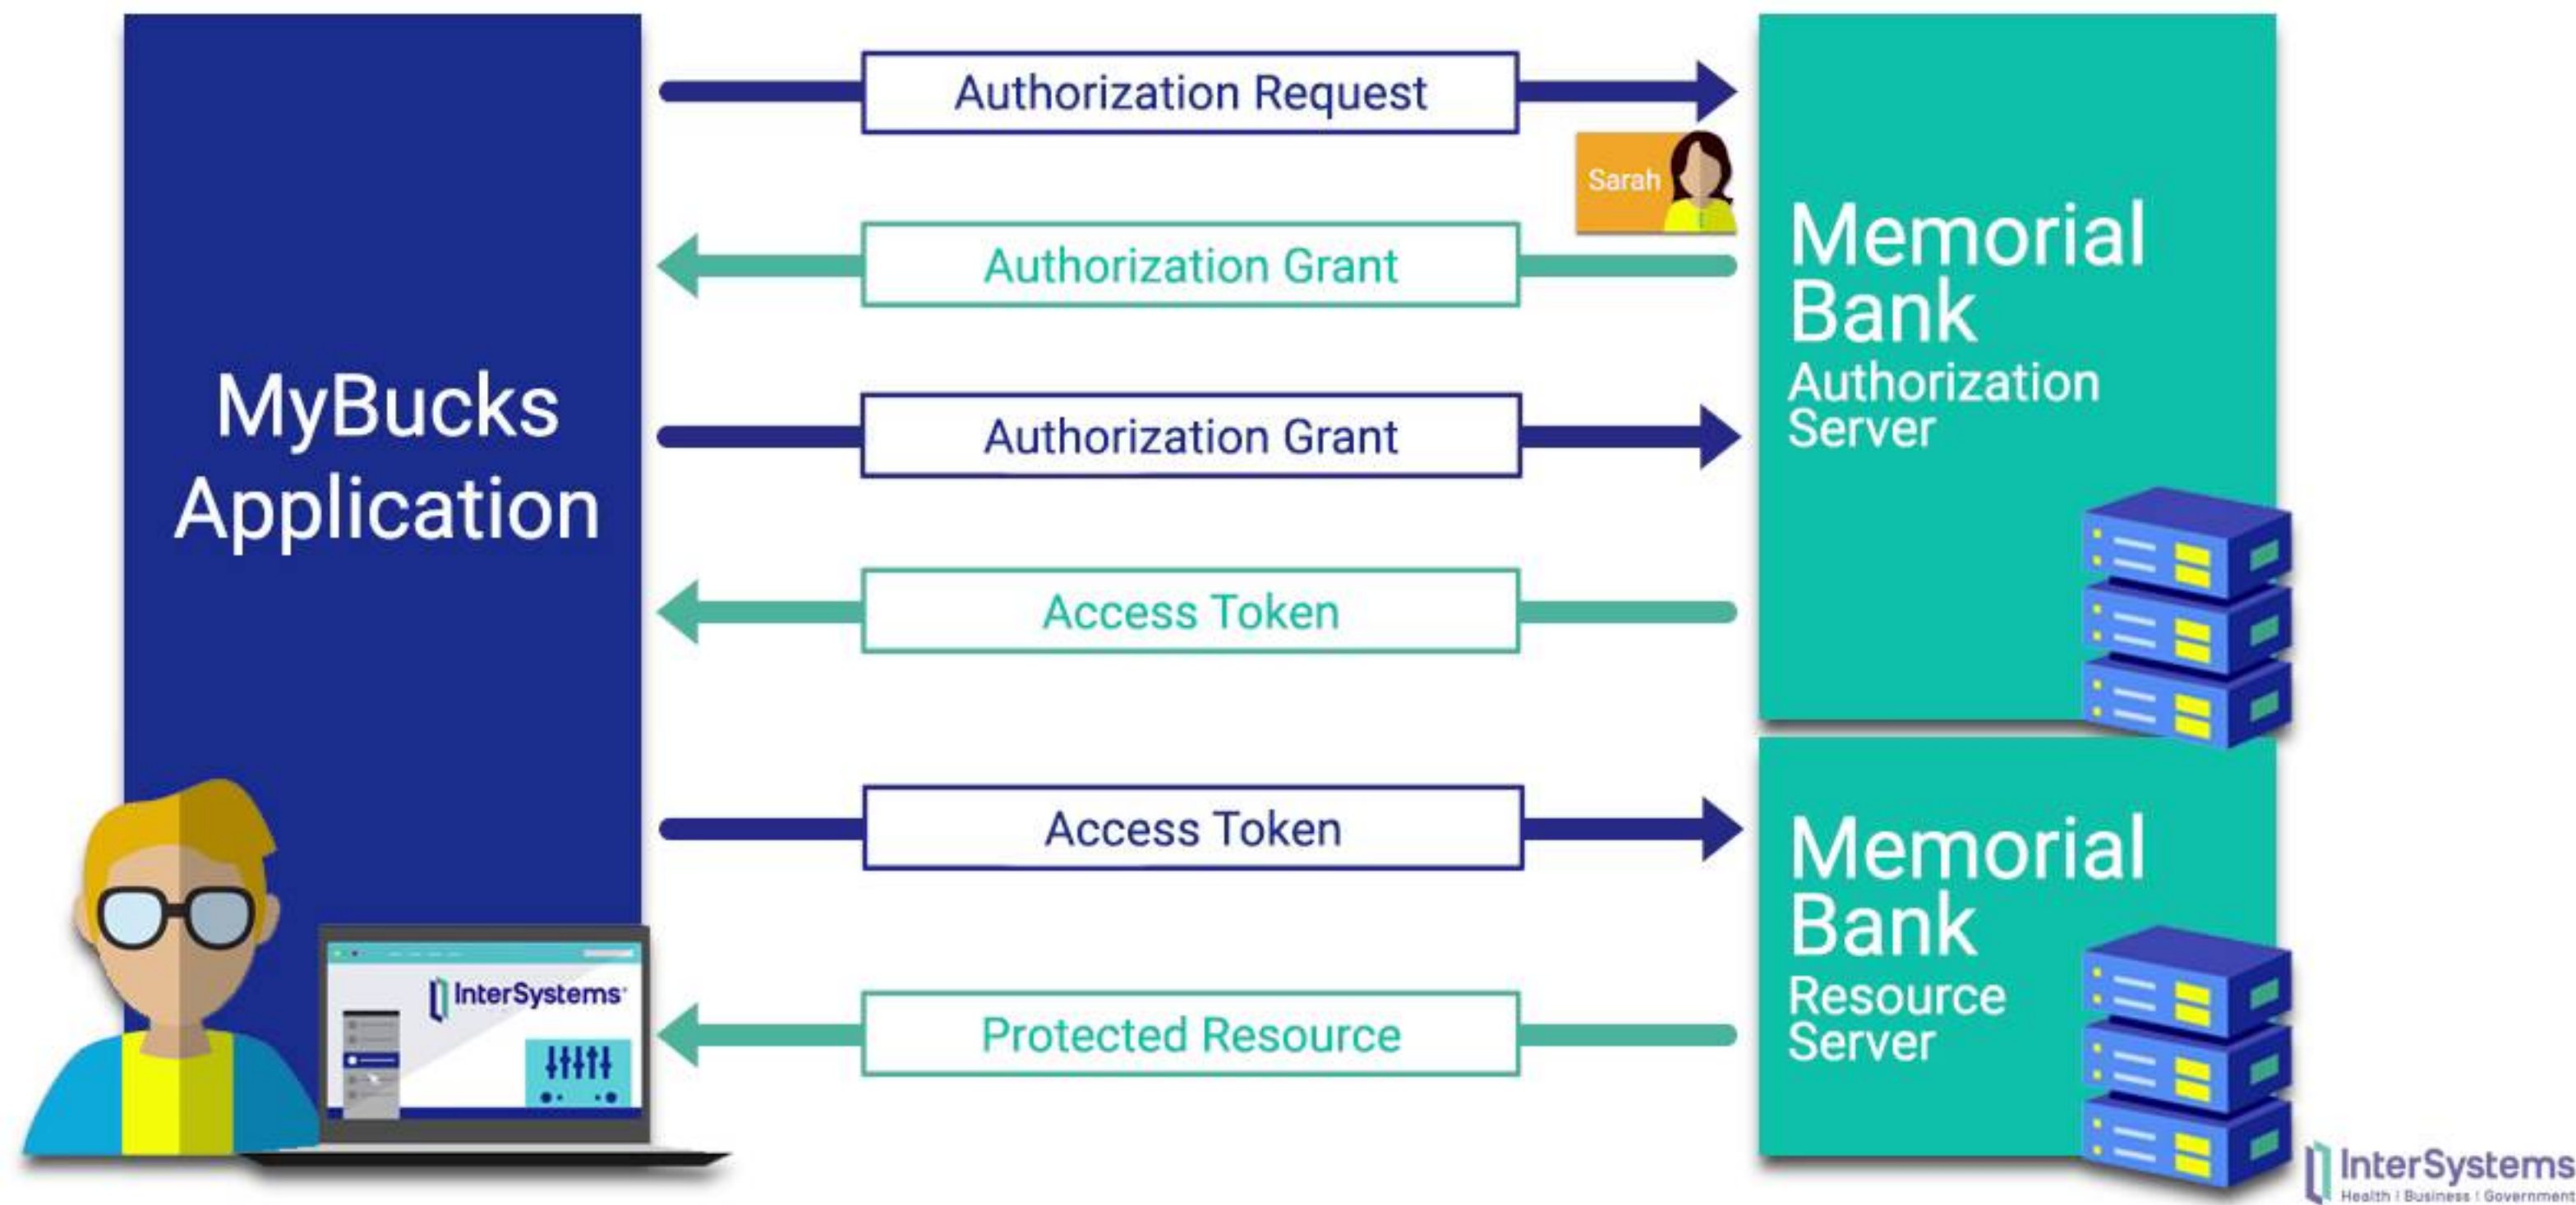 MyBucks
Application
Authorization Request
Sarah
Authorization Grant
Authorization Grant
Access Token
Access Token
Protected Resource
Memorial
Bank
Authorization
Server
Memorial
Bank
Resource
Server
InterSystems
InterSystems
Health | Business | Government